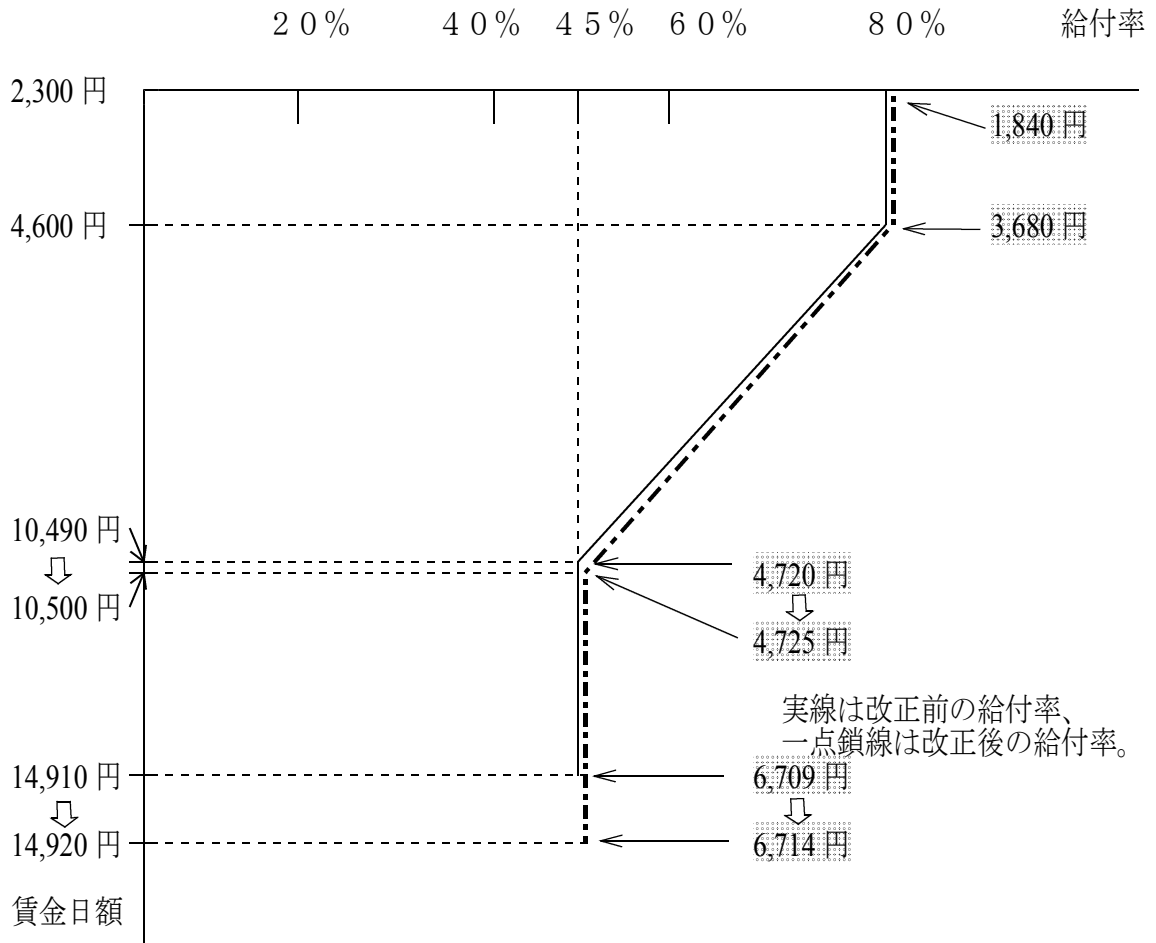 20% 40% 45% 60% 80% 給付率
2,300 円
1,840 円
4,600 円
3,680 円
10,490 円
⇩
10,500 円
4,720 円
⇩
4,725 円
実線は改正前の給付率、
一点鎖線は改正後の給付率。
14,910 円
⇩
14,920 円
6,709 円
⇩
6,714 円
賃金日額